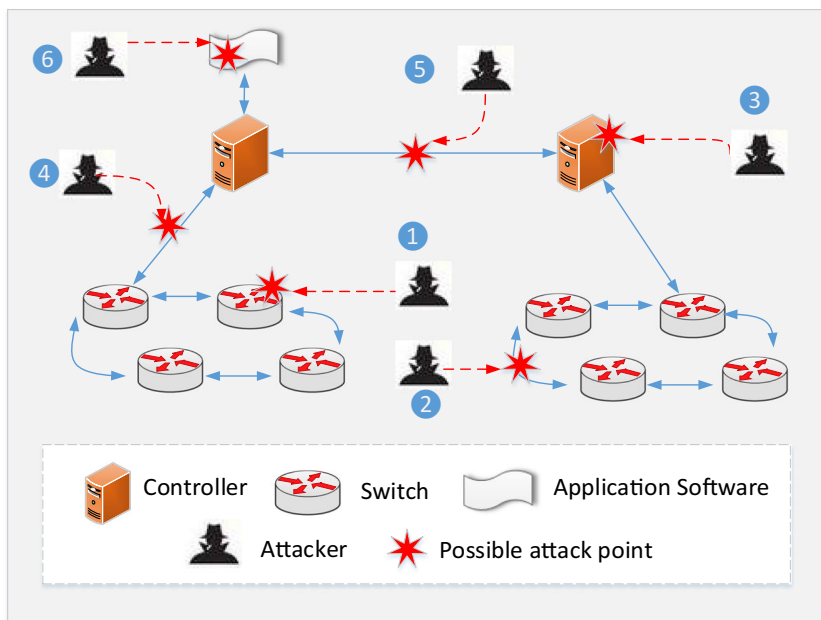 6
5
3
4
1
2
Controller
Switch
Application Software
Attacker
Possible attack point